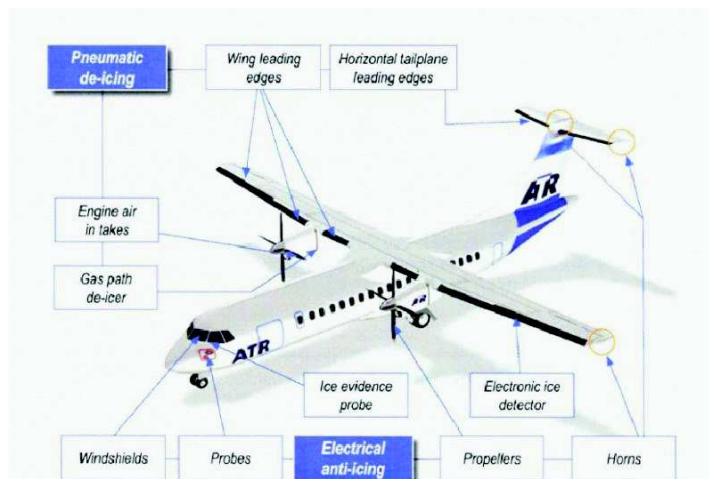 Pneumatic
de-icing
Wing leading
edges
Horizontal tailplane
leading edges
ATR
Engine air
in takes
Gas path
de-icer
ATR
ATR
Ice evidence
probe
Electronic ice
detector
Windshields
Probes
Electrical
anti-icing
Propellers
Horns